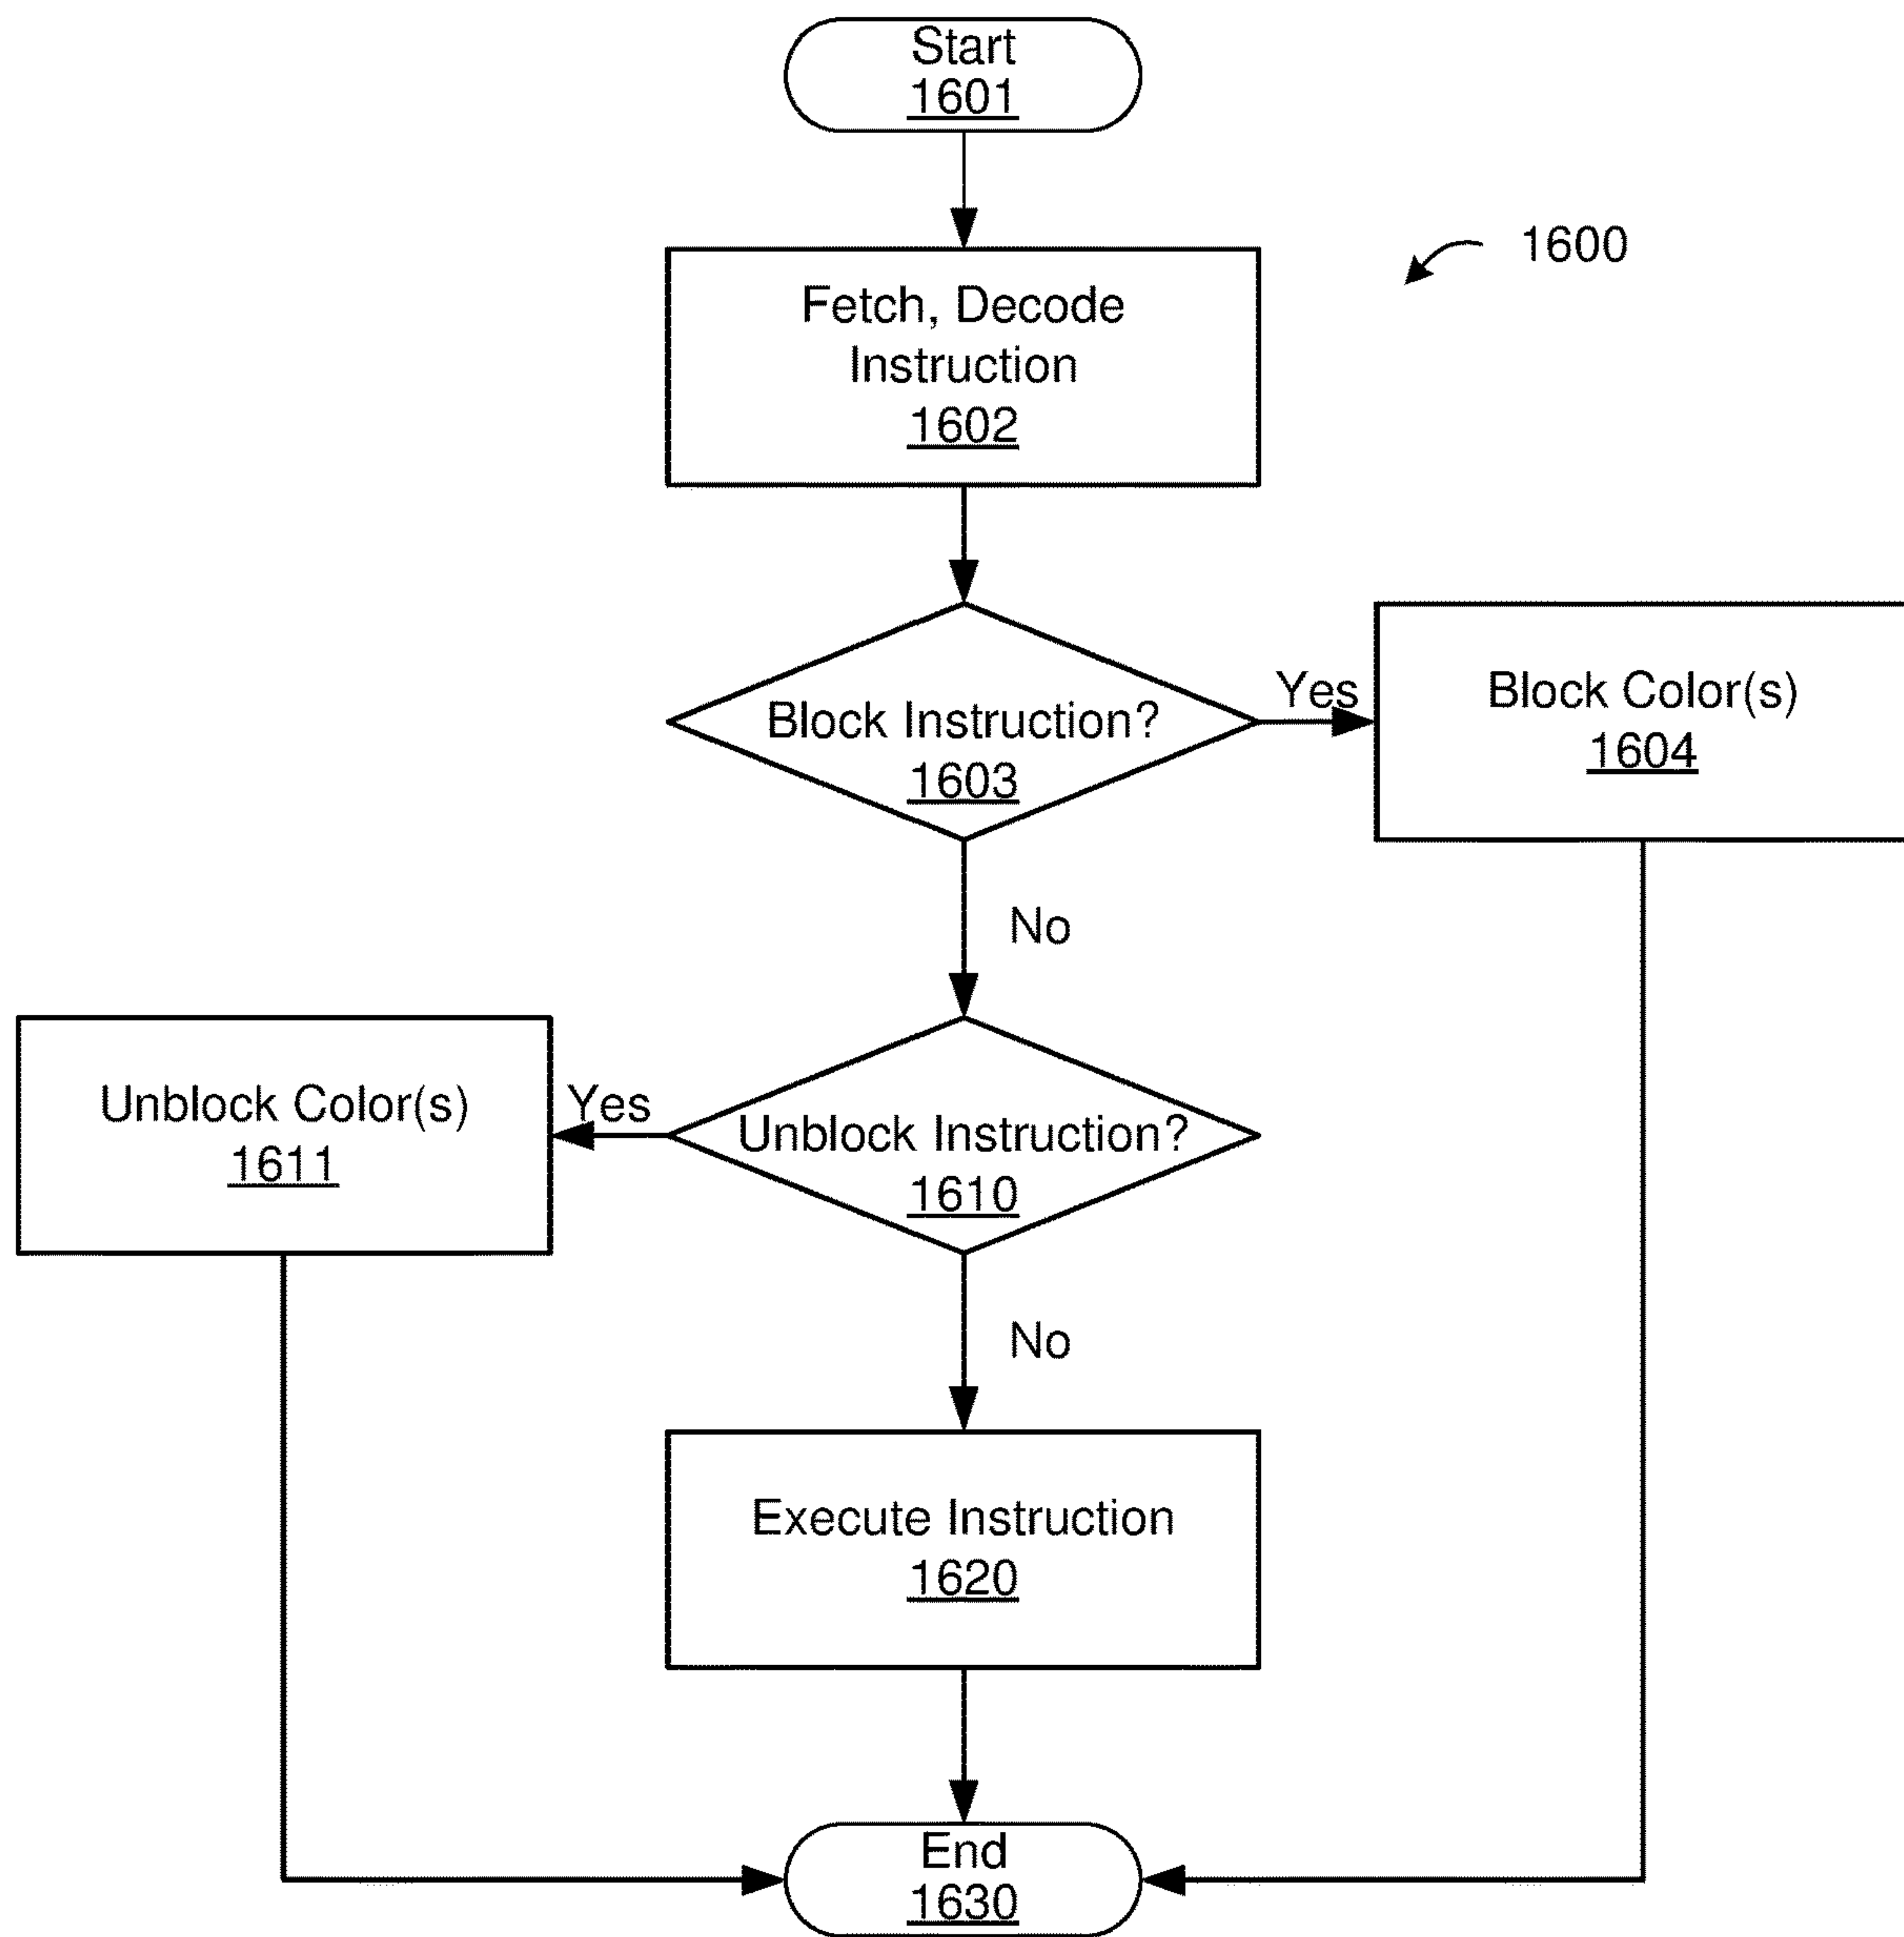 Start
1601
1600
Fetch, Decode
Instruction
1602
Block Instruction?
1603
Yes
Block Color(s)
1604
No
Unblock Color(s)
1611
Yes
Unblock Instruction?
1610
No
Execute Instruction
1620
End
1630